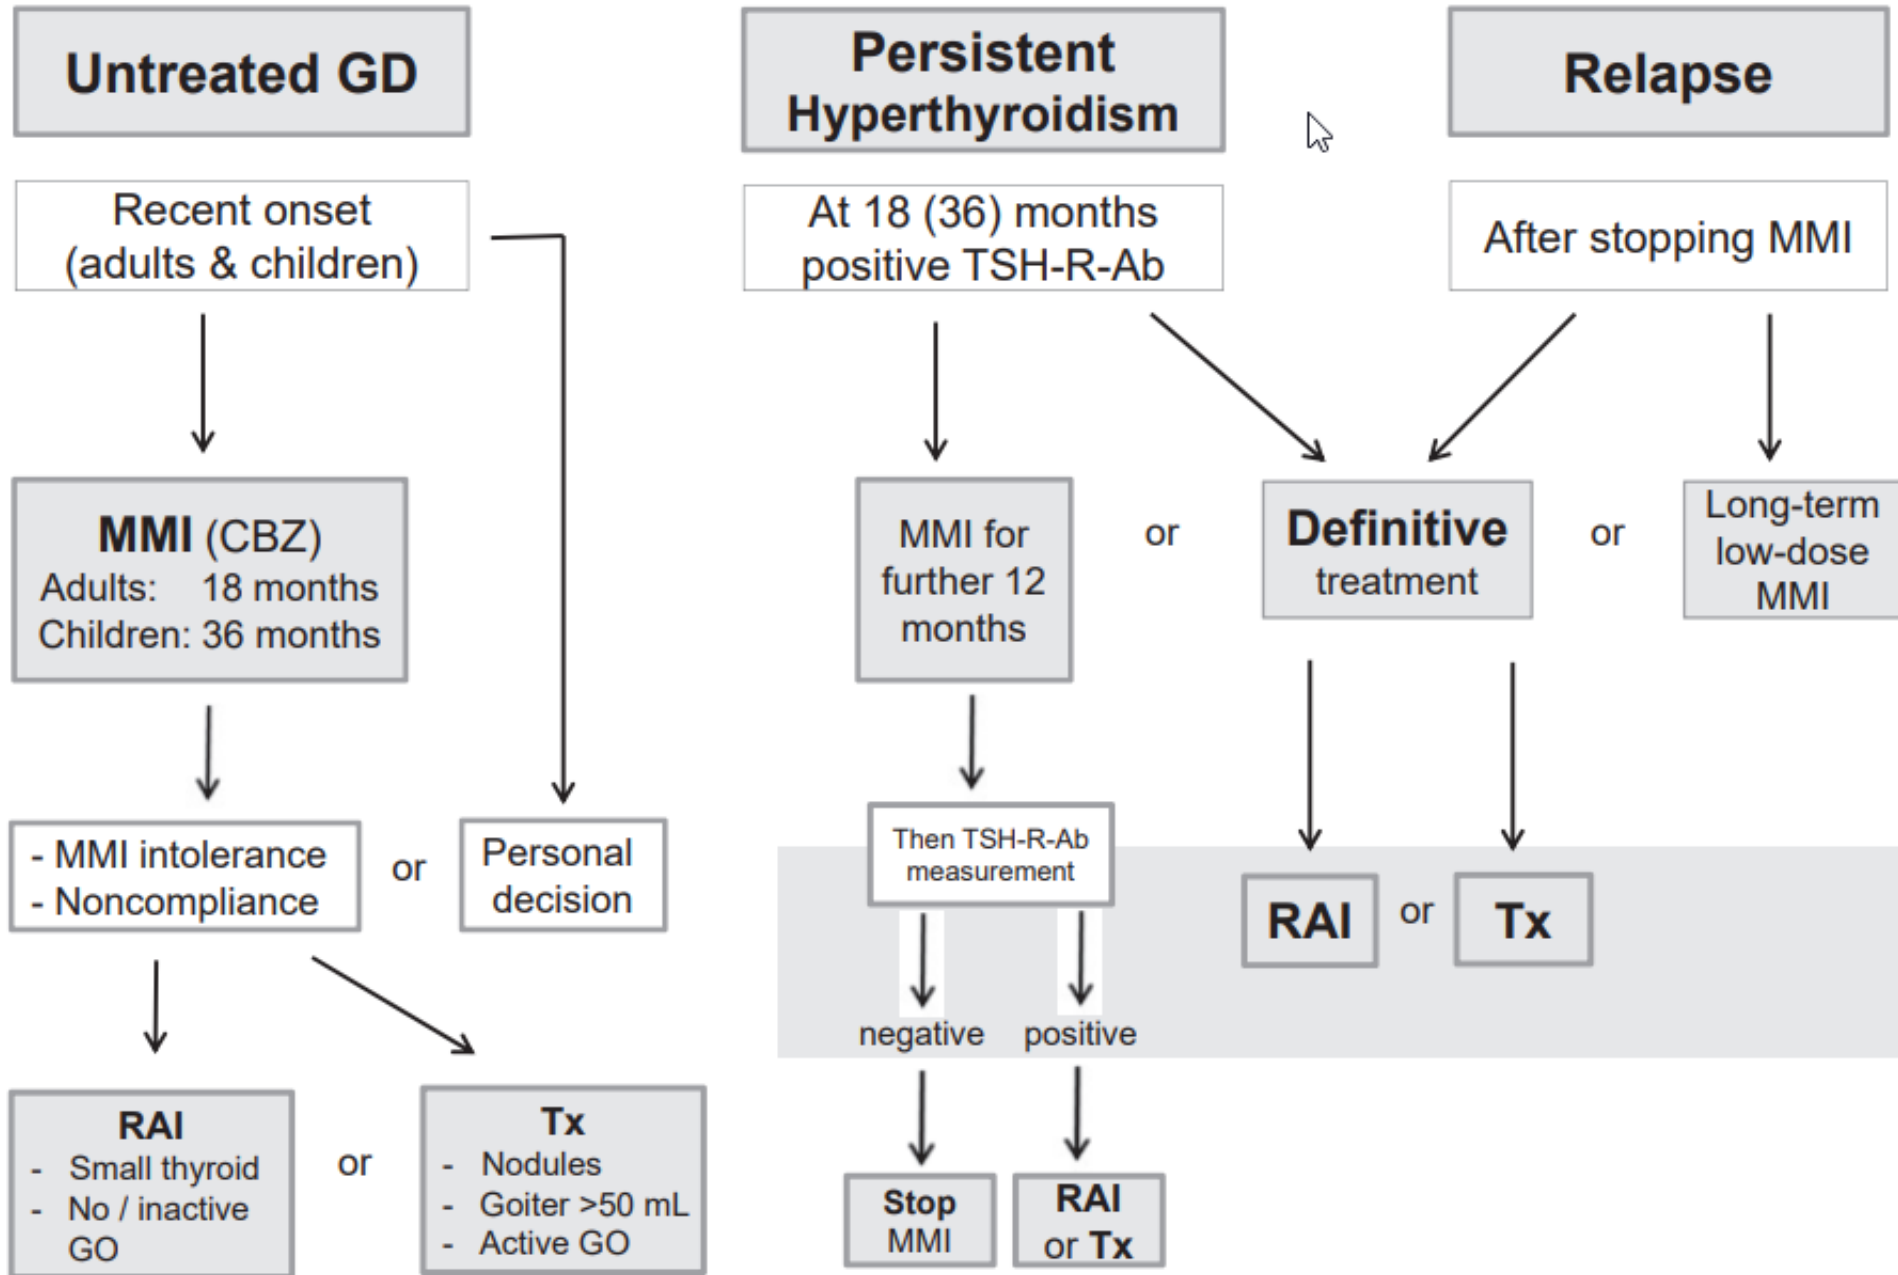 Untreated GD
Recent onset
(adults & children)
MMI (CBZ)
Adults: 18 months
Children: 36 months
- MMI intolerance
- Noncompliance
or
Personal
decision
RAI
- Small thyroid
- No / inactive
GO
or
Tx
- Nodules
- Goiter >50 mL
- Active GO
Persistent
Hyperthyroidism
At 18 (36) months
positive TSH-R-Ab
MMI for
further 12
months
or
Definitive
treatment
or
Then TSH-R-Ab
measurement
negative
positive
Stop
MMI
RAI
or Tx
RAI
or
Tx
Relapse
After stopping MMI
Long-term
low-dose
MMI